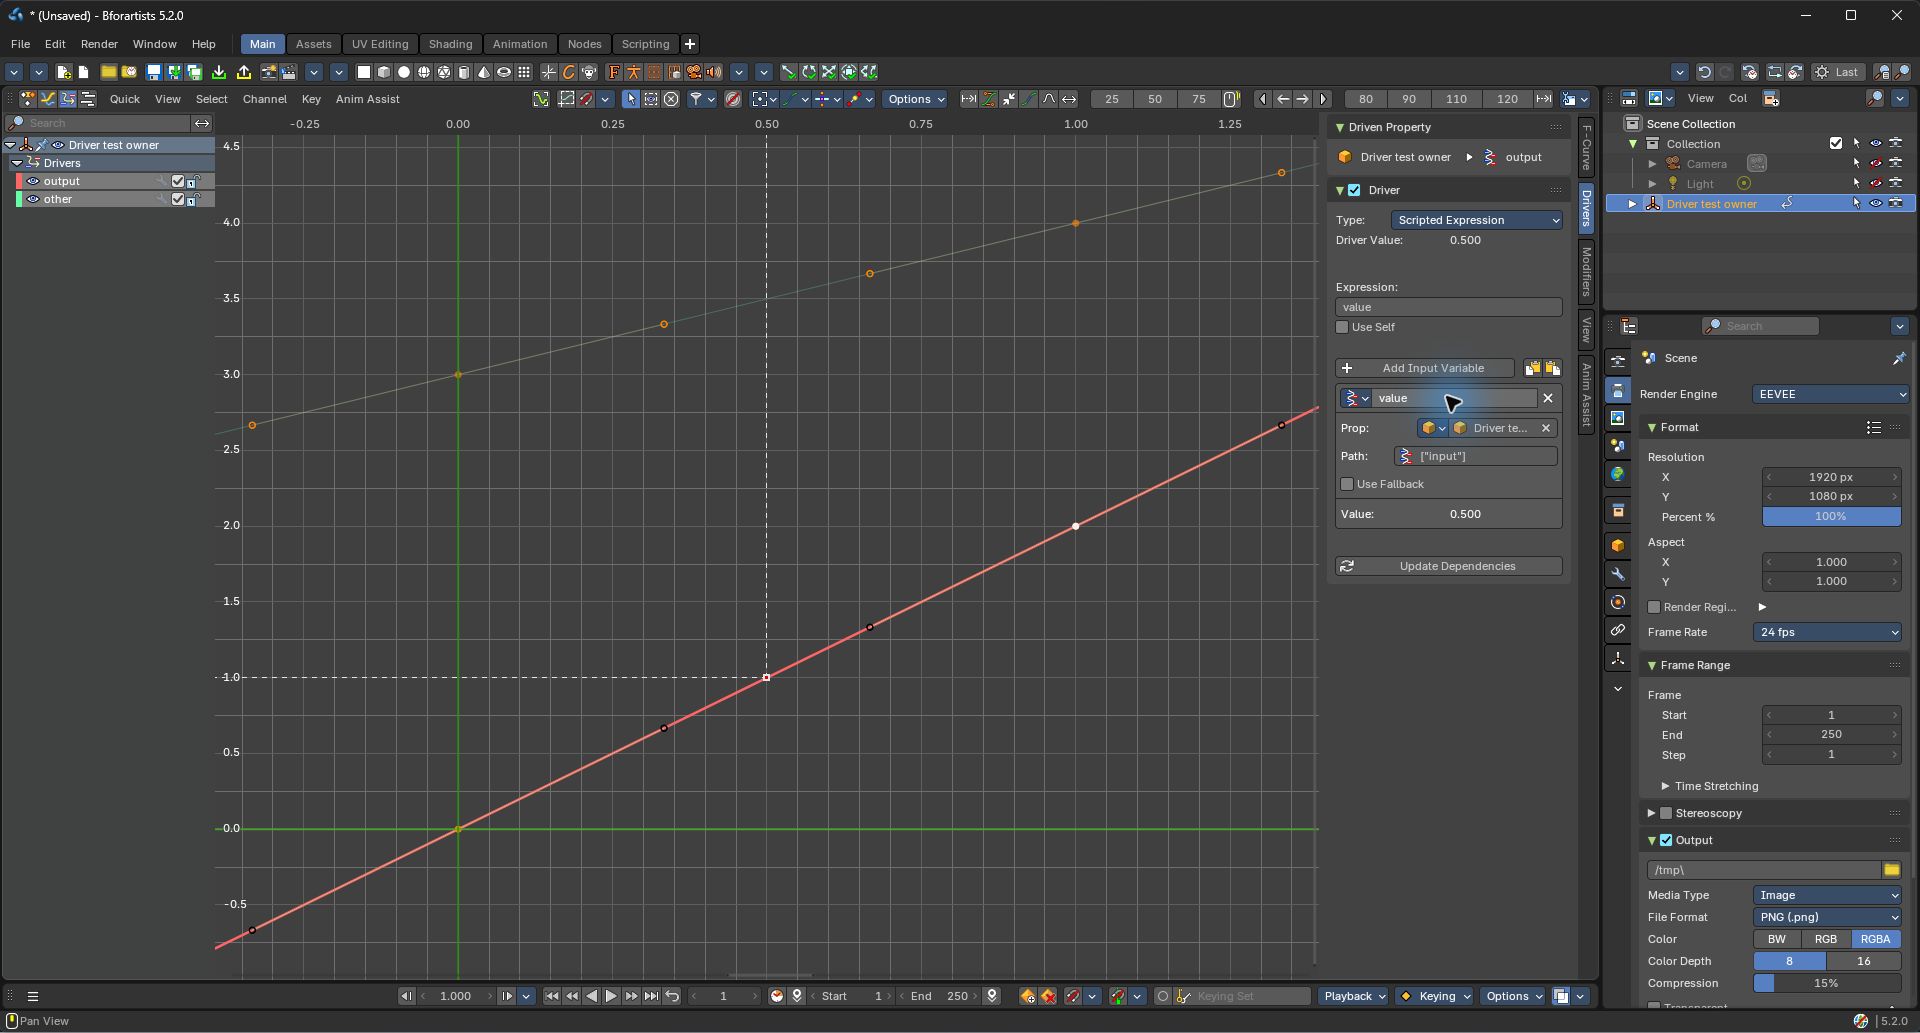 * (Unsaved) - Bforartists 5.2.0
File Edit Render Window Help Main Assets UV Editing Shading Animation Nodes Scripting
Last
Quick View Select Channel Key Anim Assist Options 25 50 75 80 90 110 120
View Col
Search
-0.25 0.00 0.25 0.50 0.75 1.00 1.25
Driver test owner
Drivers
output
other
4.5
4.0
3.5
3.0
2.5
2.0
1.5
1.0
0.5
0.0
-0.5
Driven Property
Driver test owner output
Driver
Type: Scripted Expression
Driver Value: 0.500
Expression:
value
Use Self
Add Input Variable
value
Prop: Driver te...
Path: ["input"]
Use Fallback
Value: 0.500
Update Dependencies
F-Curve
Drivers
Modifiers
View
Anim Assist
Scene Collection
Collection
Camera
Light
Driver test owner
Search
Scene
Render Engine EEVEE
Format
Resolution
X 1920 px
Y 1080 px
Percent % 100%
Aspect
X 1.000
Y 1.000
Render Regi...
Frame Rate 24 fps
Frame Range
Frame
Start 1
End 250
Step 1
Time Stretching
Stereoscopy
Output
/tmp\
Media Type Image
File Format PNG (.png)
Color BW RGB RGBA
Color Depth 8 16
Compression 15%
1.000 1 Start 1 End 250 Keying Set Playback Keying Options
Pan View
5.2.0